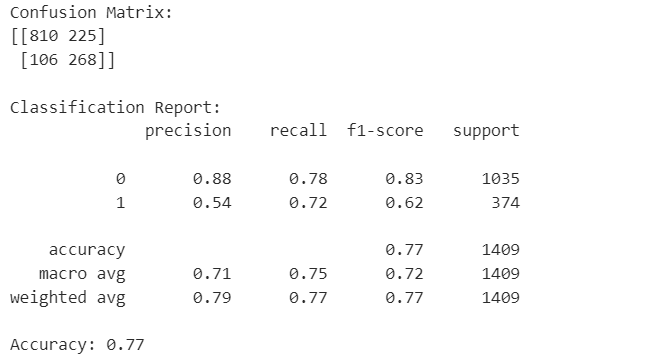 Confusion Matrix:
[[810 225]
 [106 268]]
Classification Report:
precision recall f1-score support
0 0.88 0.78 0.83 1035
1 0.54 0.72 0.62 374
accuracy 0.77 1409
macro avg 0.71 0.75 0.72 1409
weighted avg 0.79 0.77 0.77 1409
Accuracy: 0.77